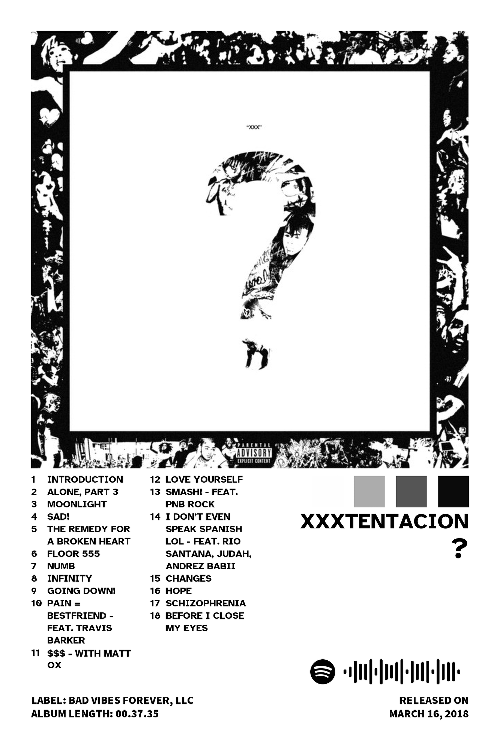 "XXX"
PARENTAL
ADVISORY
EXPLICIT CONTENT
1 INTRODUCTION
2 ALONE, PART 3
3 MOONLIGHT
4 SAD!
5 THE REMEDY FOR
A BROKEN HEART
6 FLOOR 555
7 NUMB
8 INFINITY
9 GOING DOWN!
10 PAIN =
BESTFRIEND -
FEAT. TRAVIS
BARKER
11 $$$ - WITH MATT
OX
12 LOVE YOURSELF
13 SMASH! - FEAT.
PNB ROCK
14 I DON'T EVEN
SPEAK SPANISH
LOL - FEAT. RIO
SANTANA, JUDAH,
ANDREZ BABII
15 CHANGES
16 HOPE
17 SCHIZOPHRENIA
18 BEFORE I CLOSE
MY EYES
XXXTENTACION
?
LABEL: BAD VIBES FOREVER, LLC
ALBUM LENGTH: 00.37.35
RELEASED ON
MARCH 16, 2018